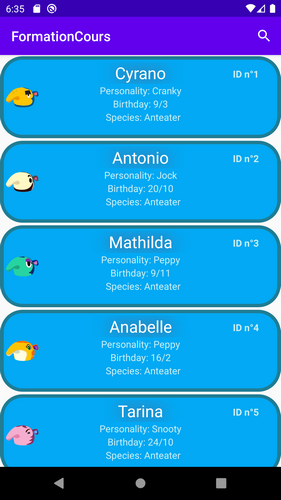 6:35
FormationCours
Cyrano
ID n°1
Personality: Cranky
Birthday: 9/3
Species: Anteater
Antonio
ID n°2
Personality: Jock
Birthday: 20/10
Species: Anteater
Mathilda
ID n°3
Personality: Peppy
Birthday: 9/11
Species: Anteater
Anabelle
ID n°4
Personality: Peppy
Birthday: 16/2
Species: Anteater
Tarina
ID n°5
Personality: Snooty
Birthday: 24/10
Species: Anteater